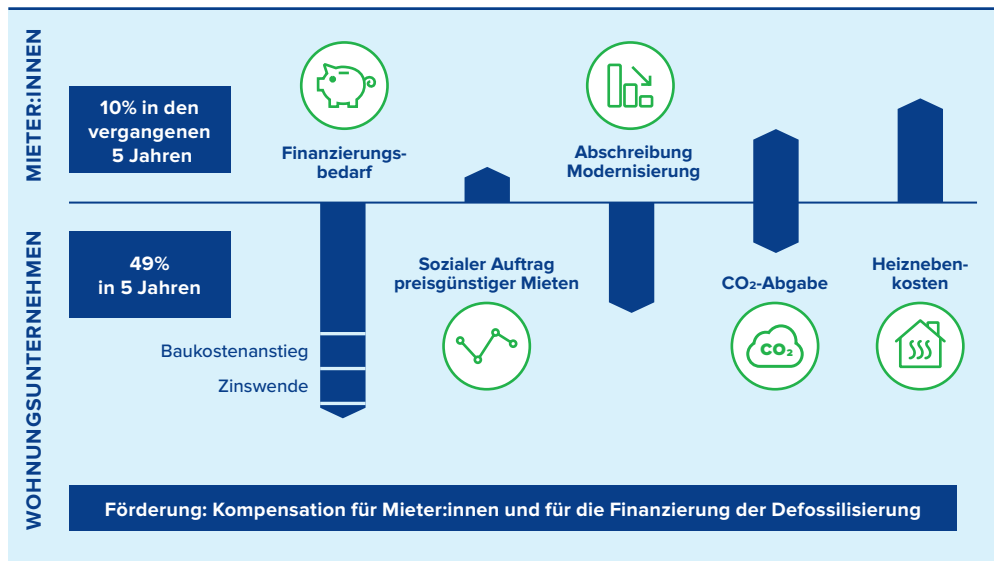 MIETER:INNEN
10% in den
vergangenen
5 Jahren
Finanzierungs-
bedarf
Abschreibung
Modernisierung
WOHNUNGSUNTERNEHMEN
49%
in 5 Jahren
Sozialer Auftrag
preisgünstiger Mieten
CO₂-Abgabe
CO₂
Heizneben-
kosten
Baukostenanstieg
Zinswende
Förderung: Kompensation für Mieter:innen und für die Finanzierung der Defossilisierung